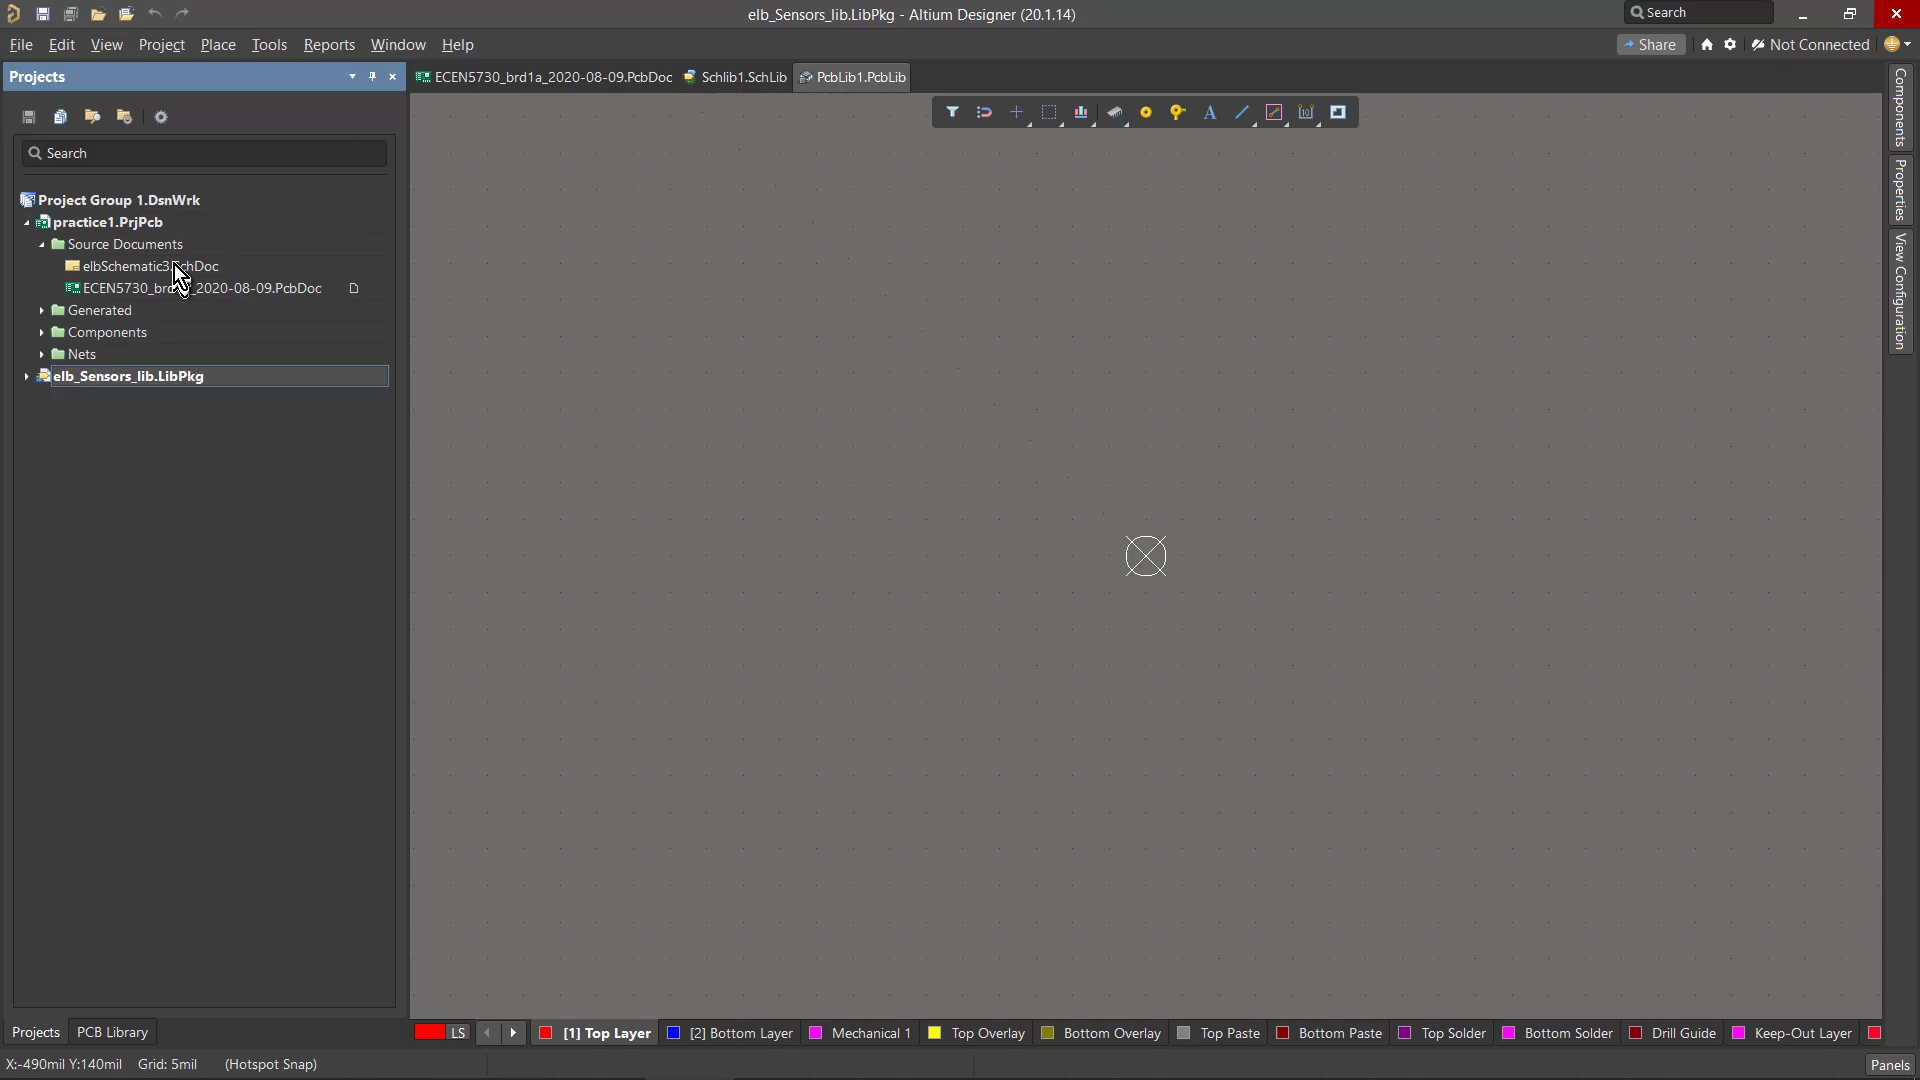 elb_Sensors_lib.LibPkg - Altium Designer (20.1.14)
Search
File Edit View Project Place Tools Reports Window Help
Share
Not Connected
Projects
ECEN5730_brd1a_2020-08-09.PcbDoc
Schlib1.SchLib
PcbLib1.PcbLib
Components
Properties
View Configuration
Search
Project Group 1.DsnWrk
practice1.PrjPcb
Source Documents
elbSchematic3.SchDoc
ECEN5730_brd1a_2020-08-09.PcbDoc
Generated
Components
Nets
elb_Sensors_lib.LibPkg
Projects PCB Library
LS [1] Top Layer [2] Bottom Layer Mechanical 1 Top Overlay Bottom Overlay Top Paste Bottom Paste Top Solder Bottom Solder Drill Guide Keep-Out Layer
X:-490mil Y:140mil Grid: 5mil (Hotspot Snap)
Panels